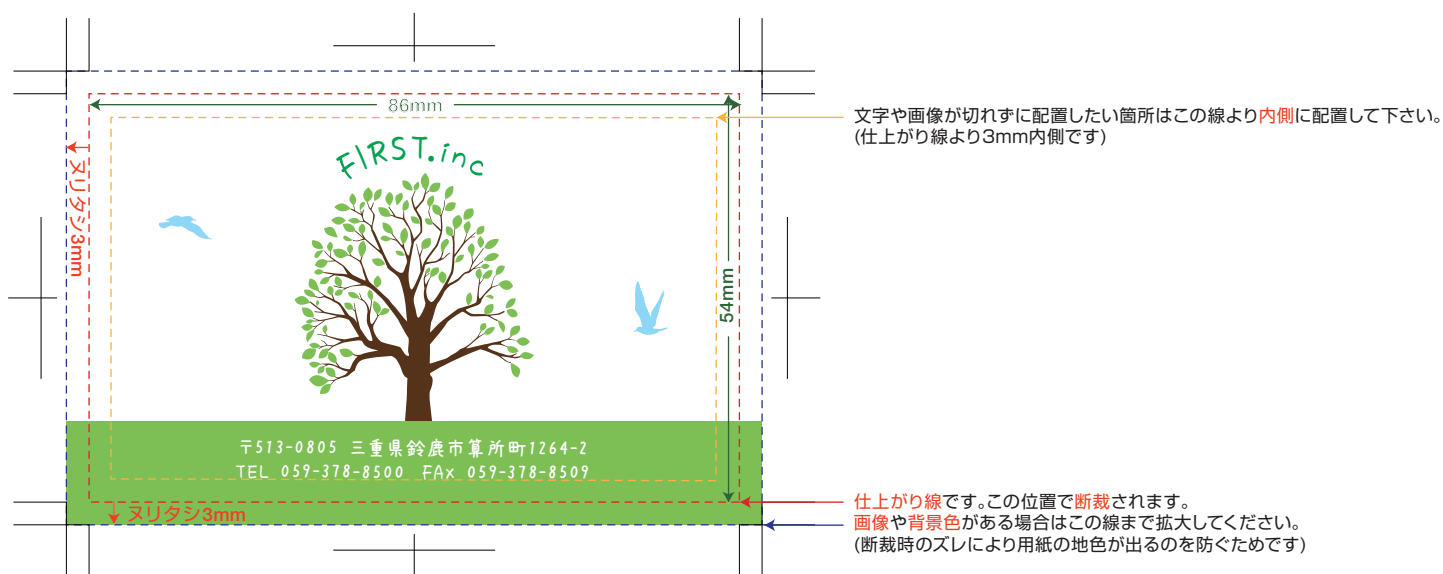 86mm
文字や画像が切れずに配置したい箇所はこの線より内側に配置して下さい。
(仕上がり線より3mm内側です)
FIRST.inc
ヌリタシ3mm
54mm
〒513-0805 三重県鈴鹿市算所町1264-2
TEL 059-378-8500 FAx 059-378-8509
仕上がり線です。この位置で断裁されます。
ヌリタシ3mm
画像や背景色がある場合はこの線まで拡大してください。
(断裁時のズレにより用紙の地色が出るのを防ぐためです)